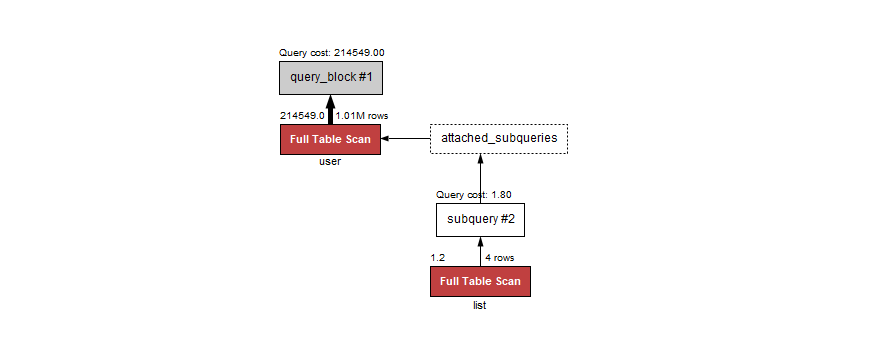 Query cost: 214549.00
query_block #1
214549.0 1.01M rows
Full Table Scan
attached_subqueries
user
Query cost: 1.80
subquery #2
1.2 4 rows
Full Table Scan
list